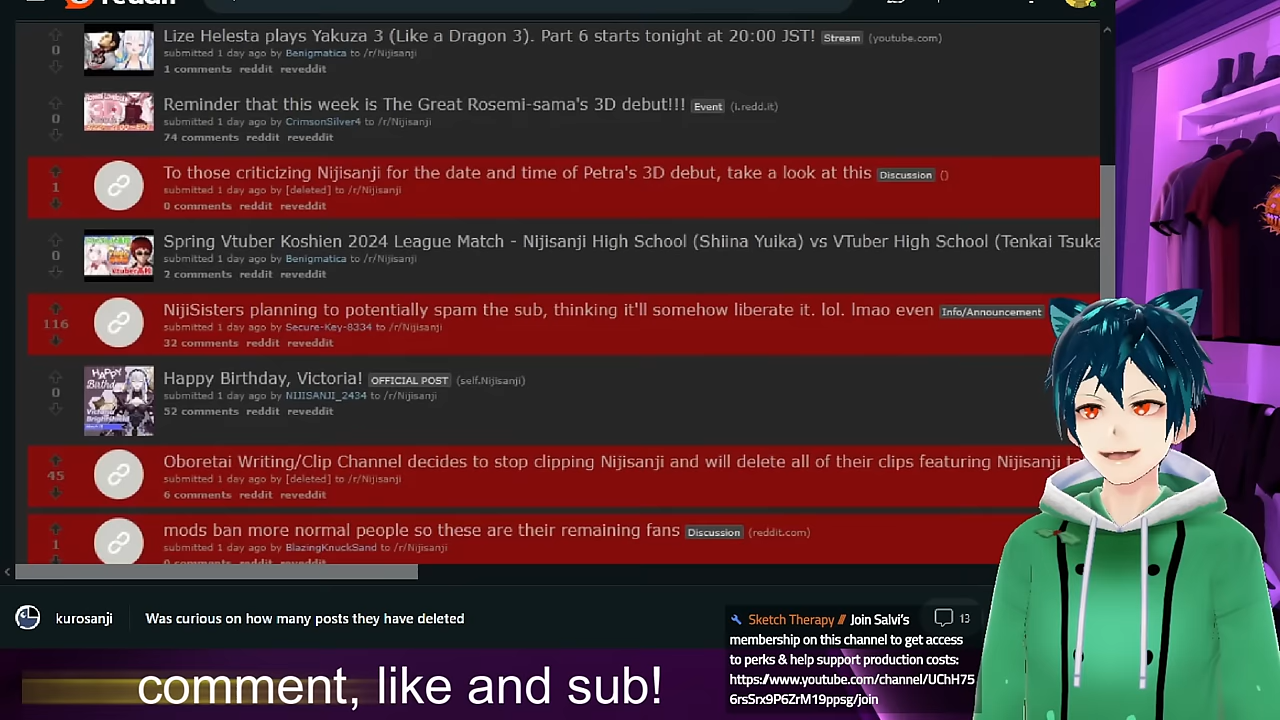 reddit
0
Lize Helesta plays Yakuza 3 (Like a Dragon 3). Part 6 starts tonight at 20:00 JST! Stream (youtube.com)
submitted 1 day ago by Benigmatica to /r/Nijisanji
1 comments reddit reveddit
0
Reminder that this week is The Great Rosemi-sama's 3D debut!!! Event (i.redd.it)
submitted 1 day ago by CrimsonSilver4 to /r/Nijisanji
74 comments reddit reveddit
1
To those criticizing Nijisanji for the date and time of Petra's 3D debut, take a look at this Discussion ()
submitted 1 day ago by [deleted] to /r/Nijisanji
0 comments reddit reveddit
0
Spring Vtuber Koshien 2024 League Match - Nijisanji High School (Shiina Yuika) vs VTuber High School (Tenkai Tsuka
submitted 1 day ago by Benigmatica to /r/Nijisanji
2 comments reddit reveddit
116
NijiSisters planning to potentially spam the sub, thinking it'll somehow liberate it. lol. lmao even Info/Announcement
submitted 1 day ago by Secure-Key-8334 to /r/Nijisanji
32 comments reddit reveddit
0
HAPPY Birthday
Happy Birthday, Victoria! OFFICIAL POST (self.Nijisanji)
submitted 1 day ago by NIJISANJI_2434 to /r/Nijisanji
52 comments reddit reveddit
45
Oboretai Writing/Clip Channel decides to stop clipping Nijisanji and will delete all of their clips featuring Nijisanji
submitted 1 day ago by [deleted] to /r/Nijisanji
6 comments reddit reveddit
1
mods ban more normal people so these are their remaining fans Discussion (reddit.com)
submitted 1 day ago by BlazingKnuckSand to /r/Nijisanji
0 comments reddit reveddit
kurosanji Was curious on how many posts they have deleted
13
Sketch Therapy // Join Salvi's
membership on this channel to get access
to perks & help support production costs:
https://www.youtube.com/channel/UChH75
6rsSrx9P6ZrM19ppsg/join
comment, like and sub!